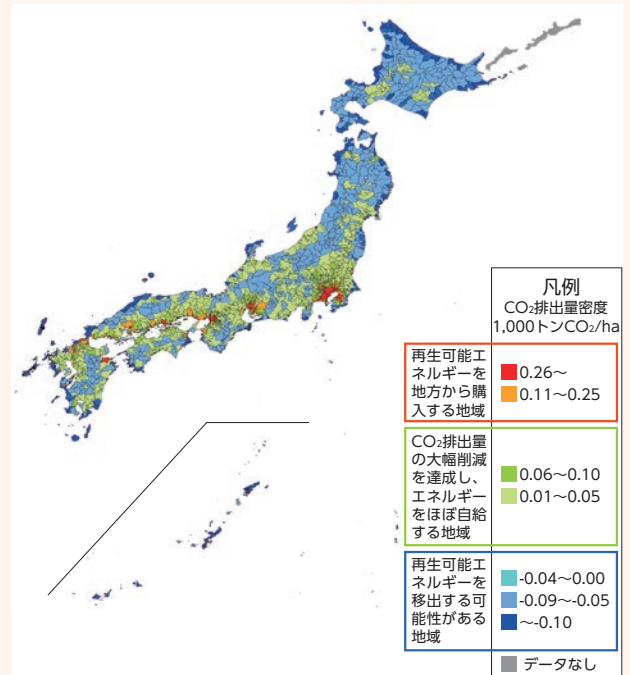 凡例
CO₂排出量密度
1,000トンCO₂/ha
再生可能エ
ネルギーを
地方から購
入する地域
0.26～
0.11～0.25
CO₂排出量
の大幅削減
を達成し、
エネルギー
をほぼ自給
する地域
0.06～0.10
0.01～0.05
再生可能エ
ネルギーを
移出する可
能性がある
地域
-0.04～0.00
-0.09～-0.05
～-0.10
データなし